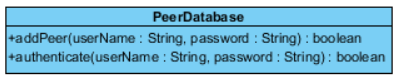 PeerDatabase
+addPeer(userName : String, password : String) : boolean
+authenticate(userName : String, password : String) : boolean